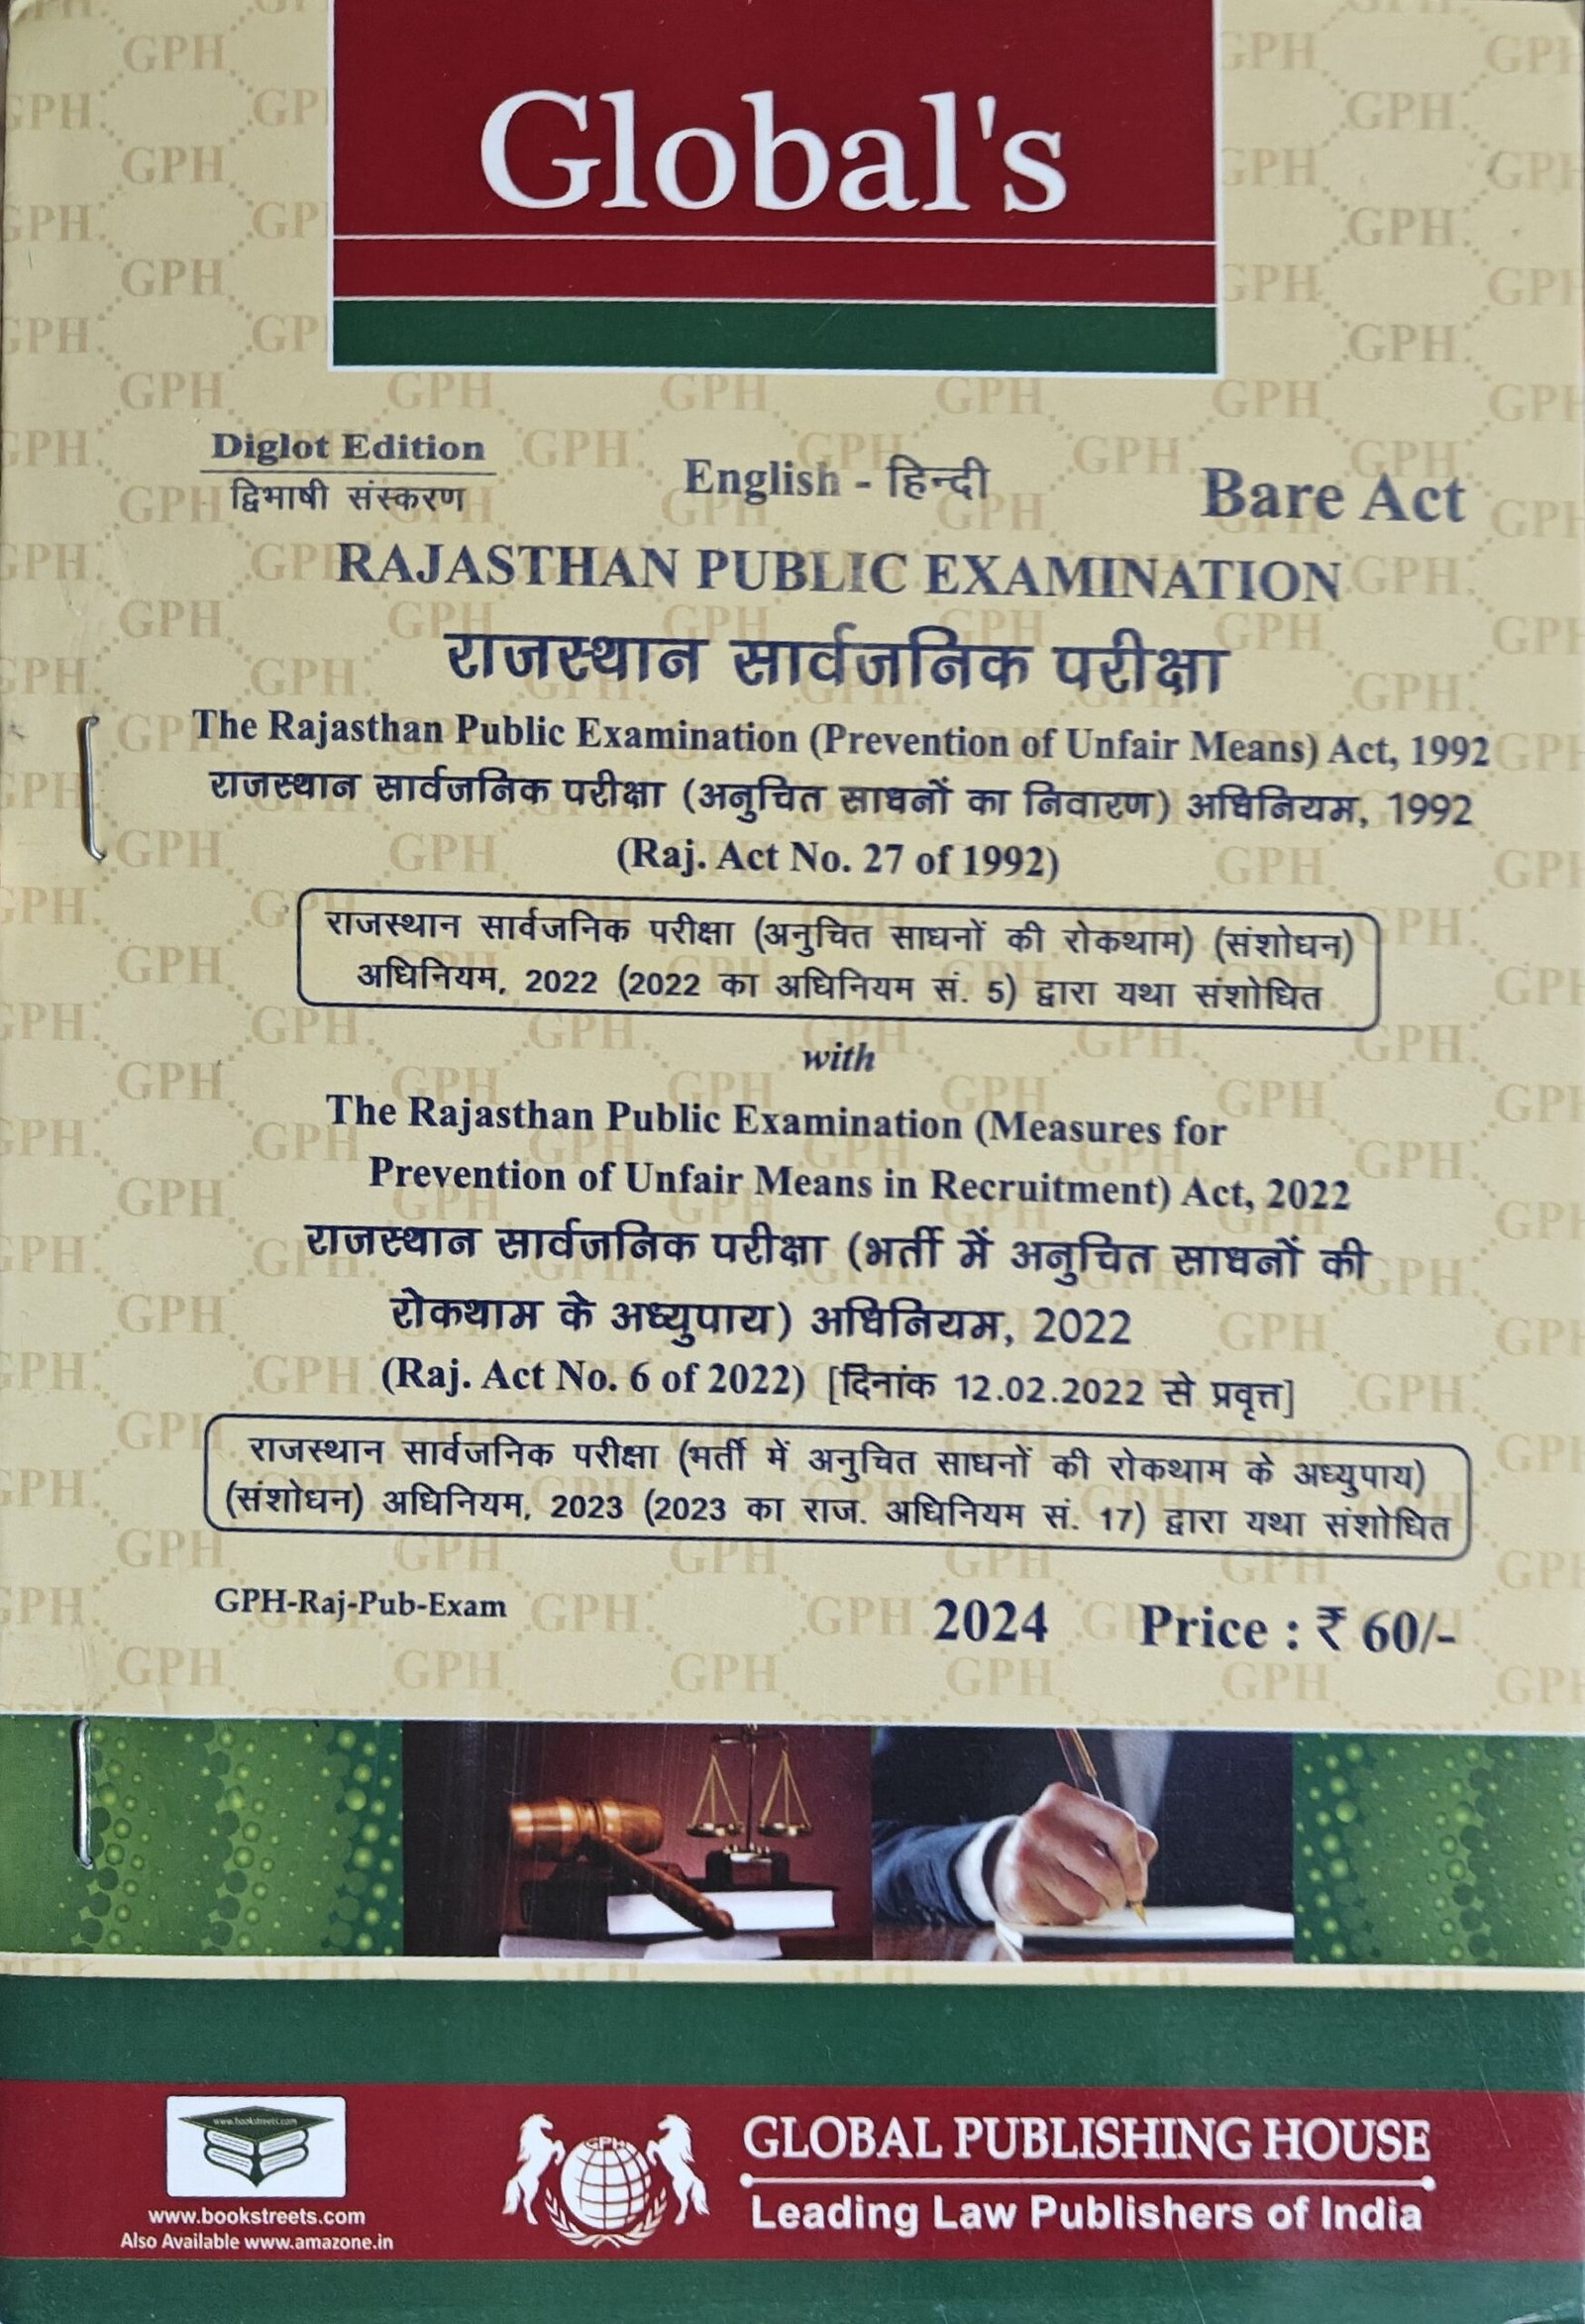 Global's
Diglot Edition
द्विभाषी संस्करण
English - हिन्दी
Bare Act
RAJASTHAN PUBLIC EXAMINATION
राजस्थान सार्वजनिक परीक्षा
The Rajasthan Public Examination (Prevention of Unfair Means) Act, 1992
राजस्थान सार्वजनिक परीक्षा (अनुचित साधनों का निवारण) अधिनियम, 1992
(Raj. Act No. 27 of 1992)
राजस्थान सार्वजनिक परीक्षा (अनुचित साधनों की रोकथाम) (संशोधन)
अधिनियम, 2022 (2022 का अधिनियम सं. 5) द्वारा यथा संशोधित
with
The Rajasthan Public Examination (Measures for
Prevention of Unfair Means in Recruitment) Act, 2022
राजस्थान सार्वजनिक परीक्षा (भर्ती में अनुचित साधनों की
रोकथाम के अध्युपाय) अधिनियम, 2022
(Raj. Act No. 6 of 2022) [दिनांक 12.02.2022 से प्रवृत्त]
राजस्थान सार्वजनिक परीक्षा (भर्ती में अनुचित साधनों की रोकथाम के अध्युपाय)
(संशोधन) अधिनियम, 2023 (2023 का राज. अधिनियम सं. 17) द्वारा यथा संशोधित
GPH-Raj-Pub-Exam
2024
Price : ₹ 60/-
www.bookstreets.com
GPH
GLOBAL PUBLISHING HOUSE
Leading Law Publishers of India
www.bookstreets.com
Also Available www.amazone.in